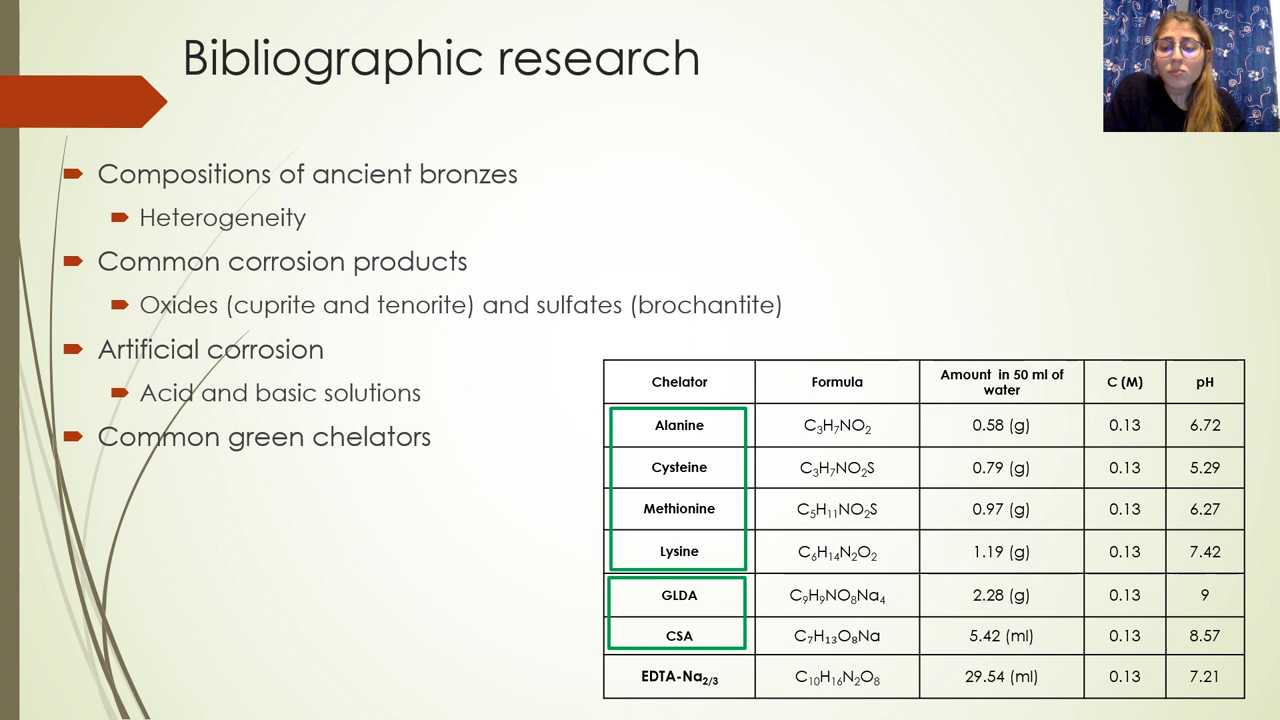 Bibliographic research
Compositions of ancient bronzes
Heterogeneity
Common corrosion products
Oxides (cuprite and tenorite) and sulfates (brochantite)
Artificial corrosion
Acid and basic solutions
Common green chelators
Chelator Formula Amount in 50 ml of water C (M) pH
Alanine C₃H₇NO₂ 0.58 (g) 0.13 6.72
Cysteine C₃H₇NO₂S 0.79 (g) 0.13 5.29
Methionine C₅H₁₁NO₂S 0.97 (g) 0.13 6.27
Lysine C₆H₁₄N₂O₂ 1.19 (g) 0.13 7.42
GLDA C₉H₉NO₈Na₄ 2.28 (g) 0.13 9
CSA C₇H₁₃O₈Na 5.42 (ml) 0.13 8.57
EDTA-Na₂/₃ C₁₀H₁₆N₂O₈ 29.54 (ml) 0.13 7.21